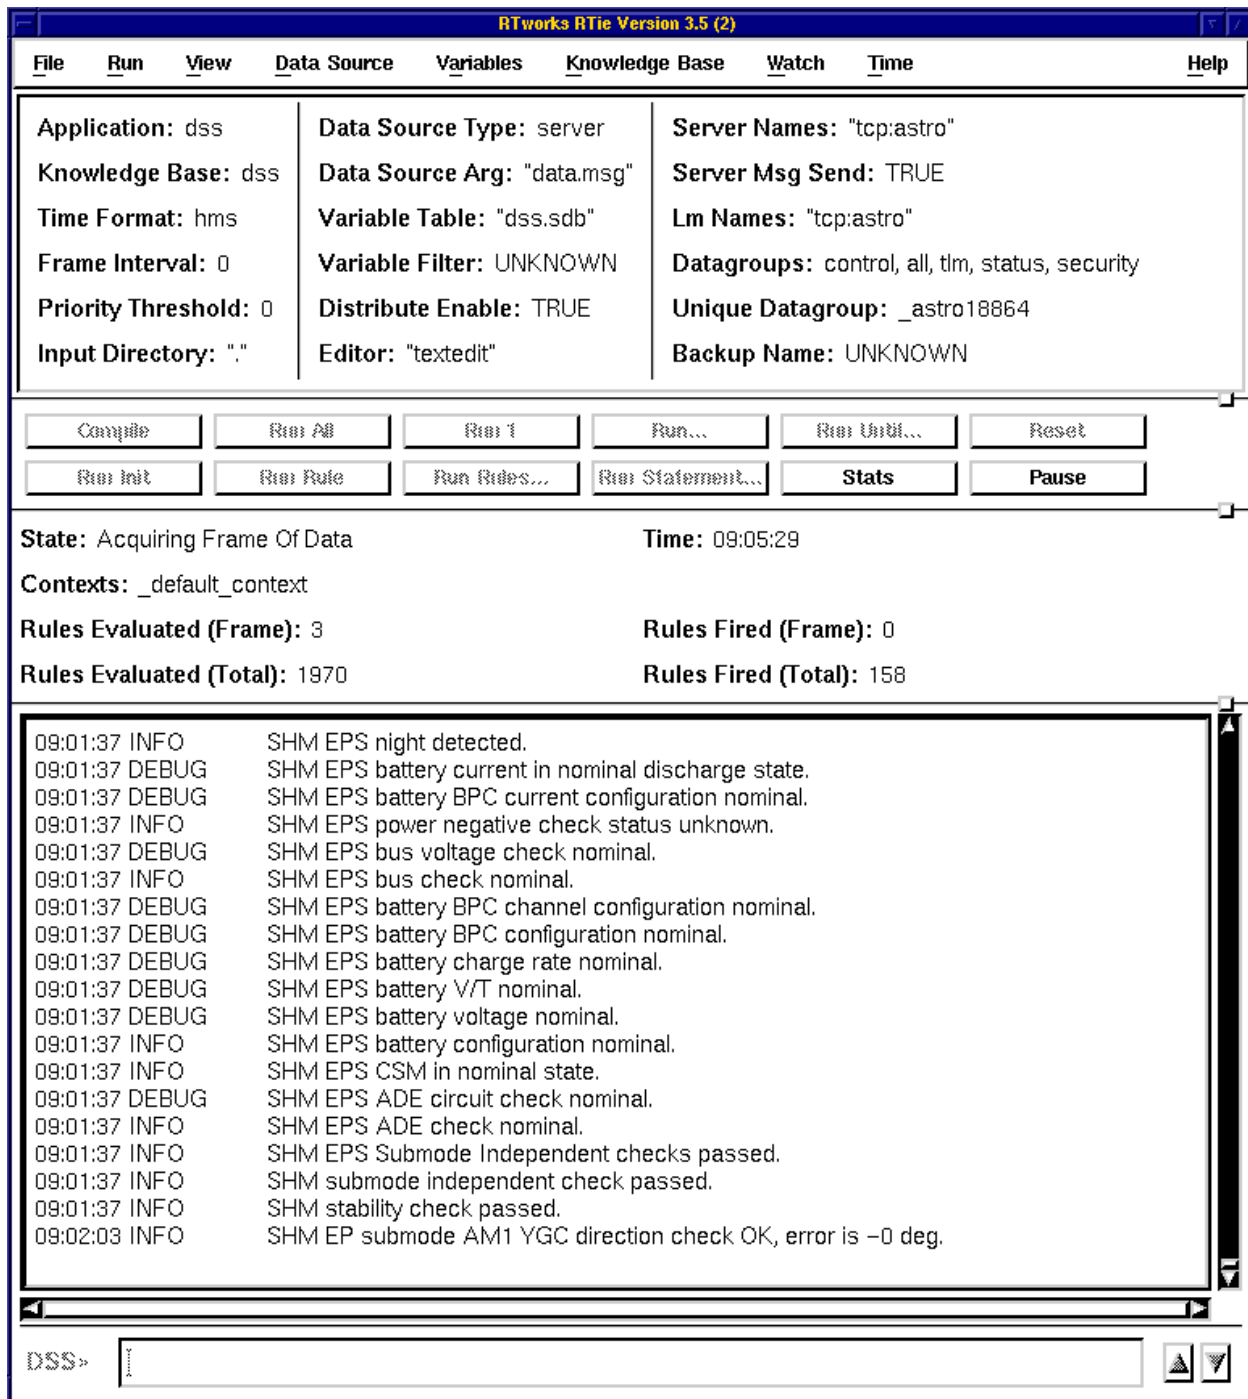 RTworks RTie Version 3.5 (2)
File Run View Data Source Variables Knowledge Base Watch Time Help
Application: dss Data Source Type: server Server Names: "tcp:astro"
Knowledge Base: dss Data Source Arg: "data.msg" Server Msg Send: TRUE
Time Format: hms Variable Table: "dss.sdb" Lm Names: "tcp:astro"
Frame Interval: 0 Variable Filter: UNKNOWN Datagroups: control, all, tlm, status, security
Priority Threshold: 0 Distribute Enable: TRUE Unique Datagroup: _astro18864
Input Directory: "." Editor: "textedit" Backup Name: UNKNOWN
Compile Run All Run 1 Run... Run Until... Reset
Run Init Run Rule Run Rules... Run Statement... Stats Pause
State: Acquiring Frame Of Data Time: 09:05:29
Contexts: _default_context
Rules Evaluated (Frame): 3 Rules Fired (Frame): 0
Rules Evaluated (Total): 1970 Rules Fired (Total): 158
09:01:37 INFO SHM EPS night detected.
09:01:37 DEBUG SHM EPS battery current in nominal discharge state.
09:01:37 DEBUG SHM EPS battery BPC current configuration nominal.
09:01:37 INFO SHM EPS power negative check status unknown.
09:01:37 DEBUG SHM EPS bus voltage check nominal.
09:01:37 INFO SHM EPS bus check nominal.
09:01:37 DEBUG SHM EPS battery BPC channel configuration nominal.
09:01:37 DEBUG SHM EPS battery BPC configuration nominal.
09:01:37 DEBUG SHM EPS battery charge rate nominal.
09:01:37 DEBUG SHM EPS battery V/T nominal.
09:01:37 DEBUG SHM EPS battery voltage nominal.
09:01:37 INFO SHM EPS battery configuration nominal.
09:01:37 INFO SHM EPS CSM in nominal state.
09:01:37 DEBUG SHM EPS ADE circuit check nominal.
09:01:37 INFO SHM EPS ADE check nominal.
09:01:37 INFO SHM EPS Submode Independent checks passed.
09:01:37 INFO SHM submode independent check passed.
09:01:37 INFO SHM stability check passed.
09:02:03 INFO SHM EP submode AM1 YGC direction check OK, error is −0 deg.
DSS»